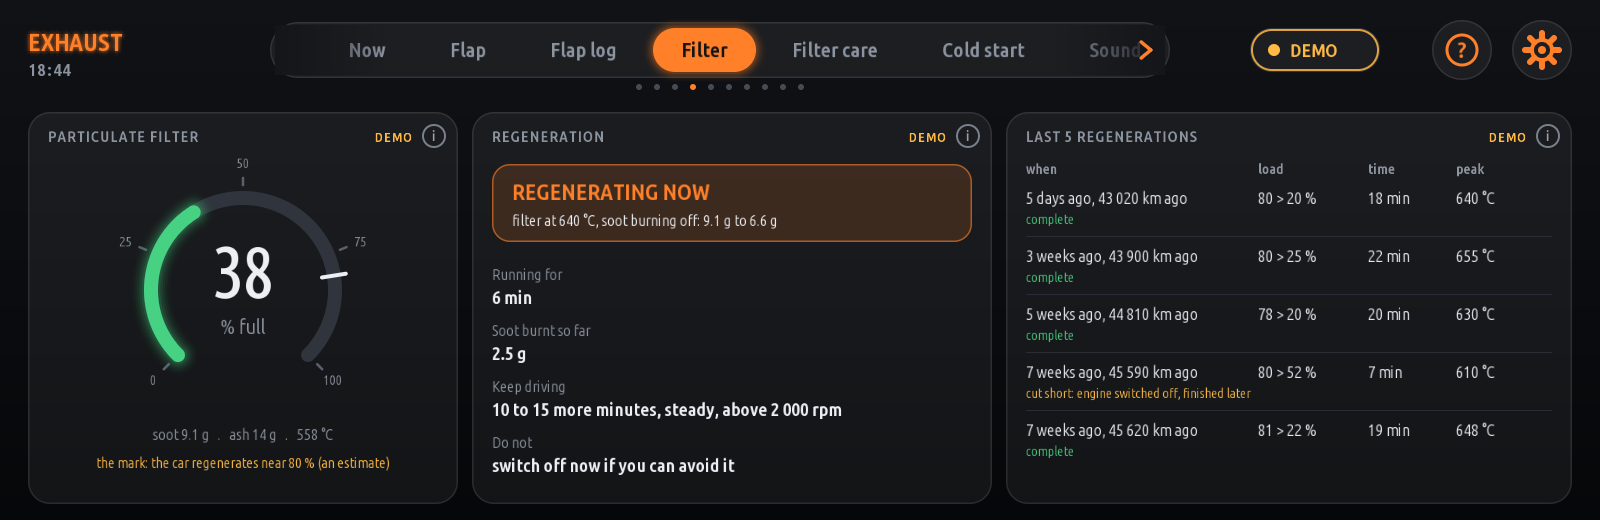 EXHAUST
18:44
Now
Flap
Flap log
Filter
Filter care
Cold start
Sound
DEMO
?
PARTICULATE FILTER
DEMO
i
50
25
75
38
% full
0
100
soot 9.1 g . ash 14 g . 558 °C
the mark: the car regenerates near 80 % (an estimate)
REGENERATION
DEMO
i
REGENERATING NOW
filter at 640 °C, soot burning off: 9.1 g to 6.6 g
Running for
6 min
Soot burnt so far
2.5 g
Keep driving
10 to 15 more minutes, steady, above 2 000 rpm
Do not
switch off now if you can avoid it
LAST 5 REGENERATIONS
DEMO
i
when load time peak
5 days ago, 43 020 km ago 80 > 20 % 18 min 640 °C
complete
3 weeks ago, 43 900 km ago 80 > 25 % 22 min 655 °C
complete
5 weeks ago, 44 810 km ago 78 > 20 % 20 min 630 °C
complete
7 weeks ago, 45 590 km ago 80 > 52 % 7 min 610 °C
cut short: engine switched off, finished later
7 weeks ago, 45 620 km ago 81 > 22 % 19 min 648 °C
complete